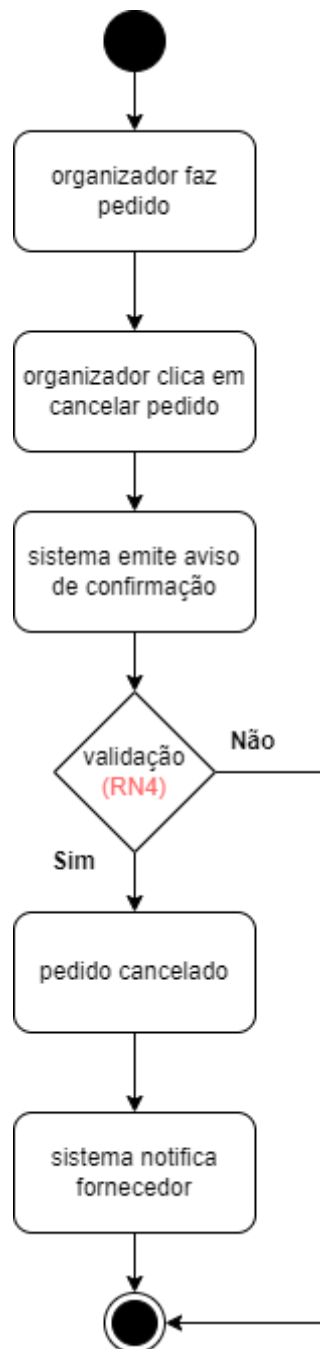 organizador faz
pedido
organizador clica em
cancelar pedido
sistema emite aviso
de confirmação
validação
(RN4)
Não
Sim
pedido cancelado
sistema notifica
fornecedor